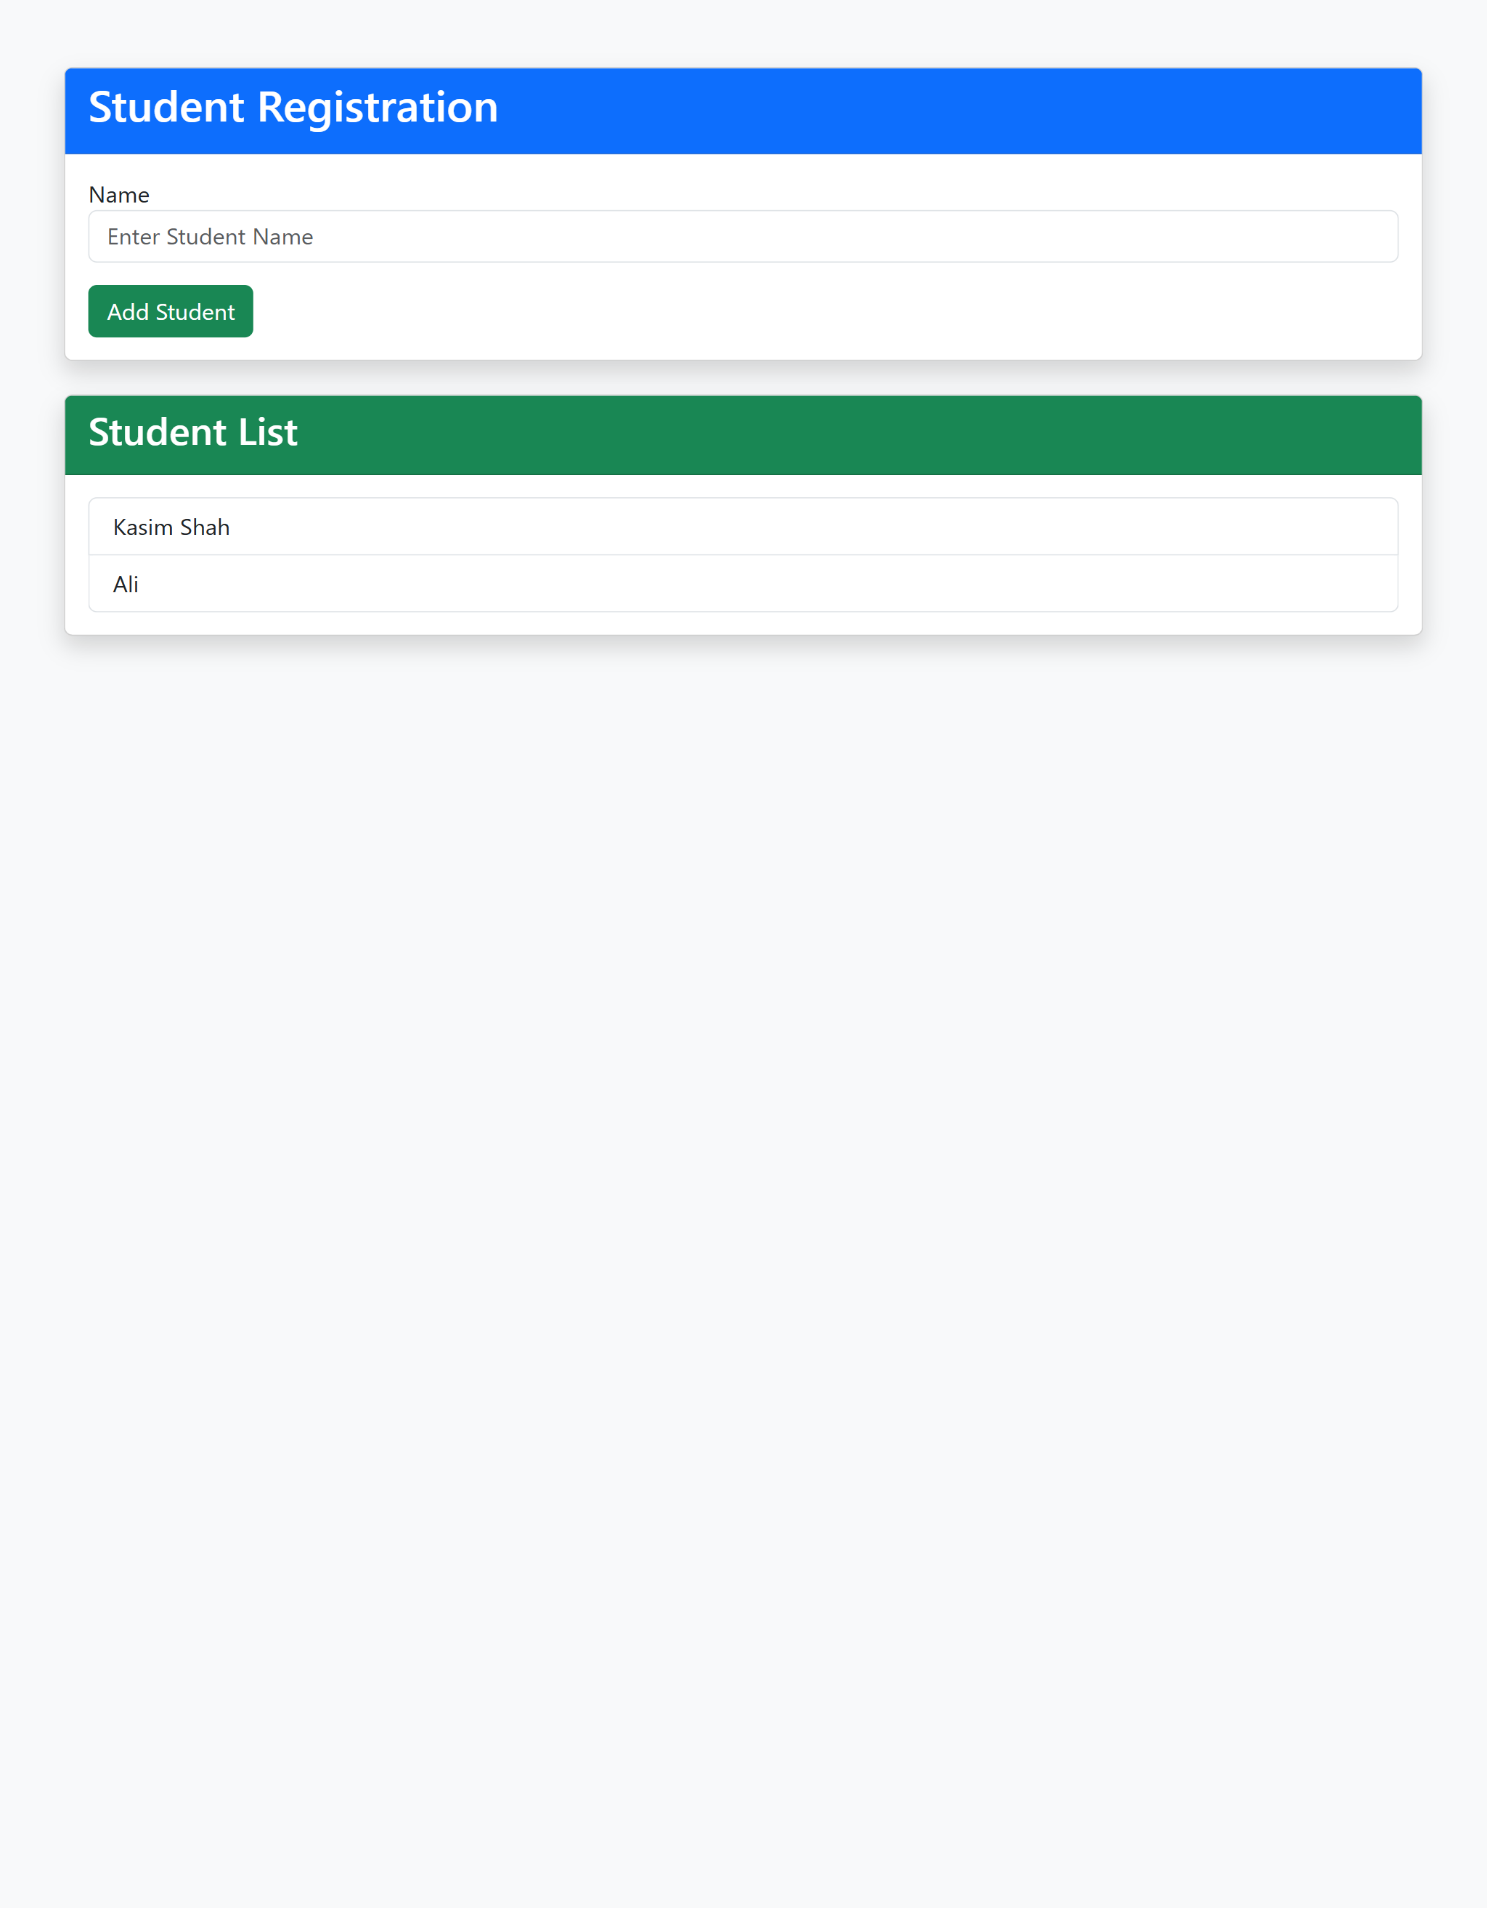 Student Registration
Name
Enter Student Name
Add Student
Student List
Kasim Shah
Ali